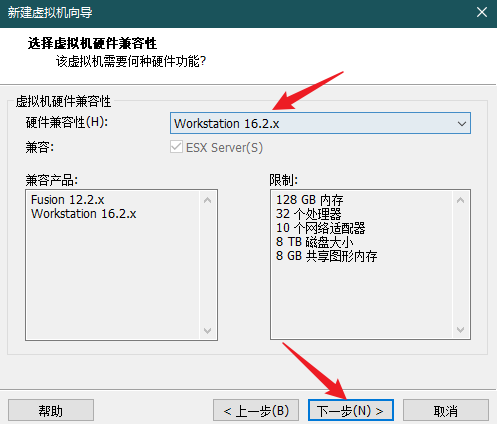 新建虚拟机向导
选择虚拟机硬件兼容性
该虚拟机需要何种硬件功能?
虚拟机硬件兼容性
硬件兼容性(H):
Workstation 16.2.x
兼容:
ESX Server(S)
兼容产品:
Fusion 12.2.x
Workstation 16.2.x
限制:
128 GB 内存
32 个处理器
10 个网络适配器
8 TB 磁盘大小
8 GB 共享图形内存
帮助
< 上一步(B)
下一步(N) >
取消